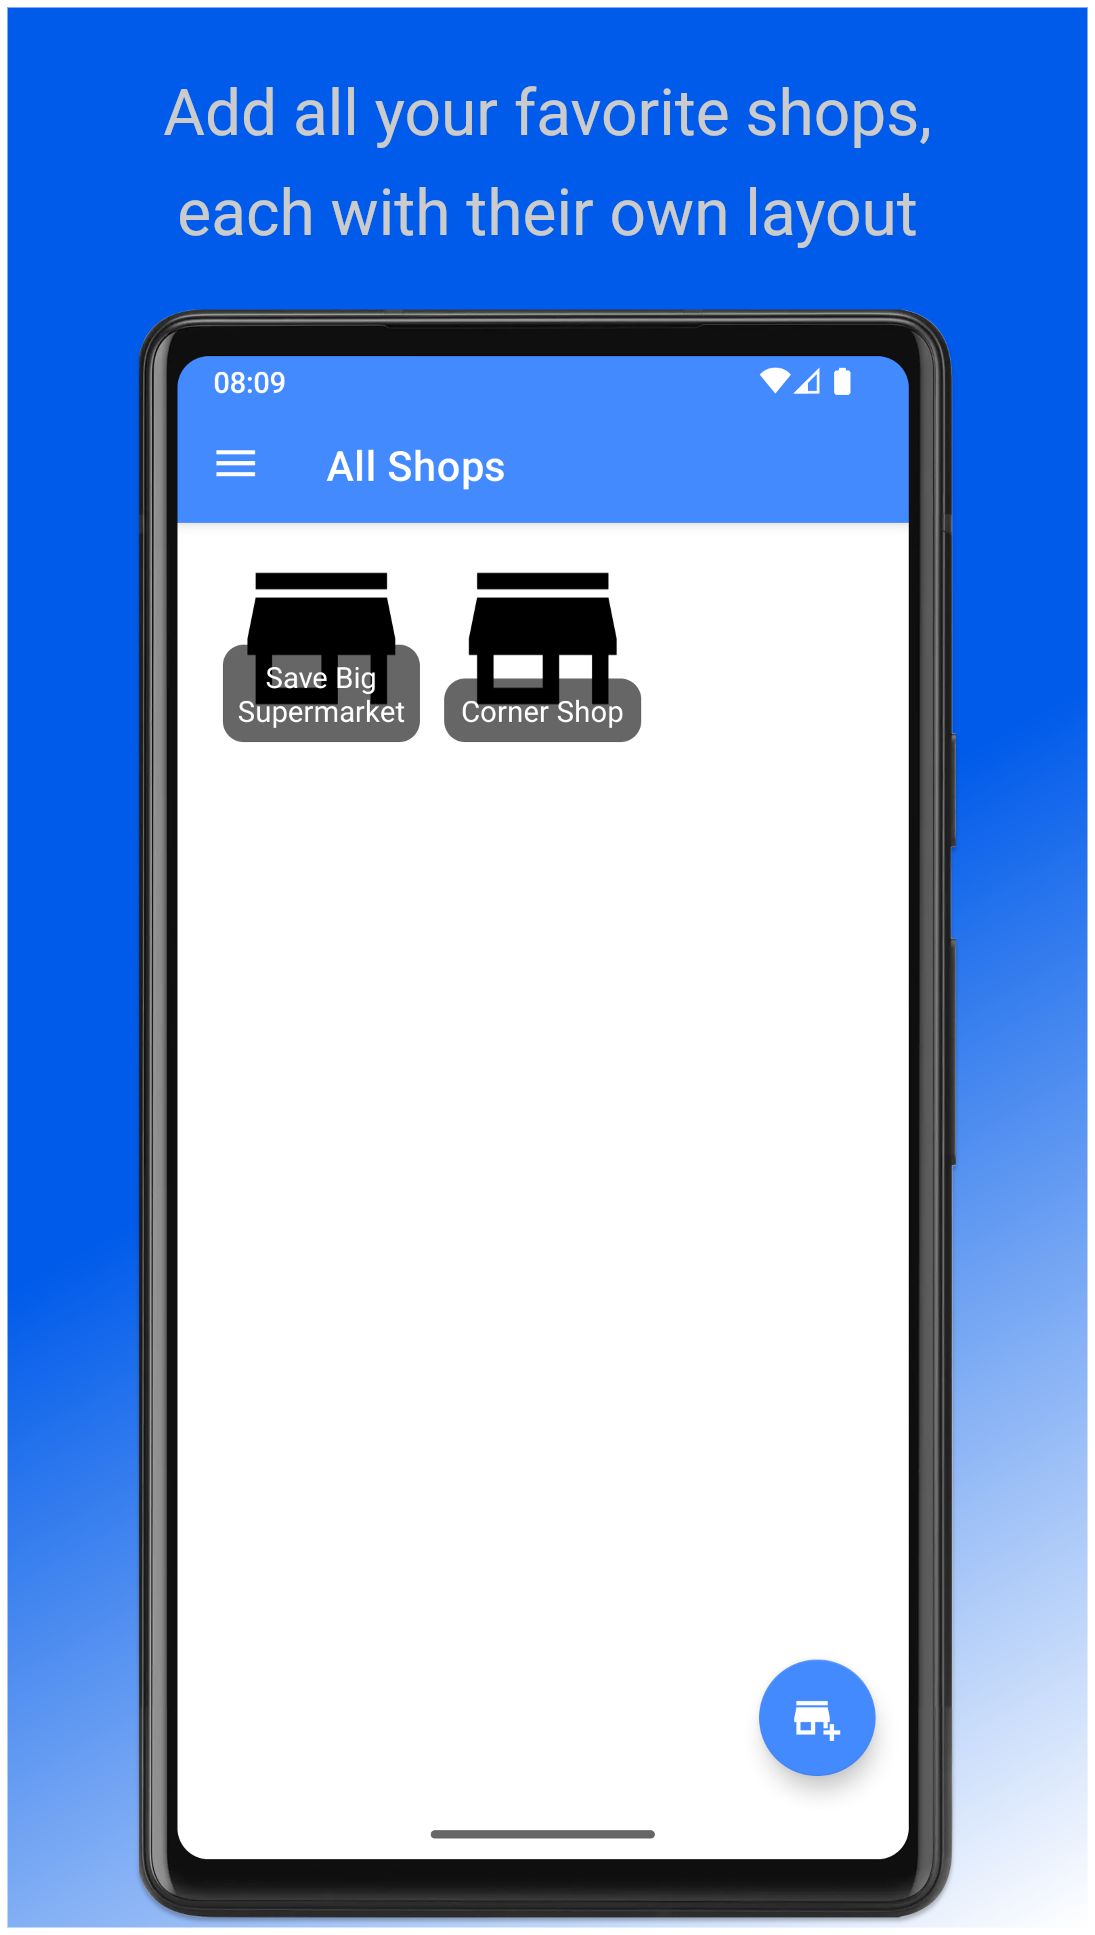 Add all your favorite shops,
each with their own layout
08:09
All Shops
Save Big
Supermarket
Corner Shop